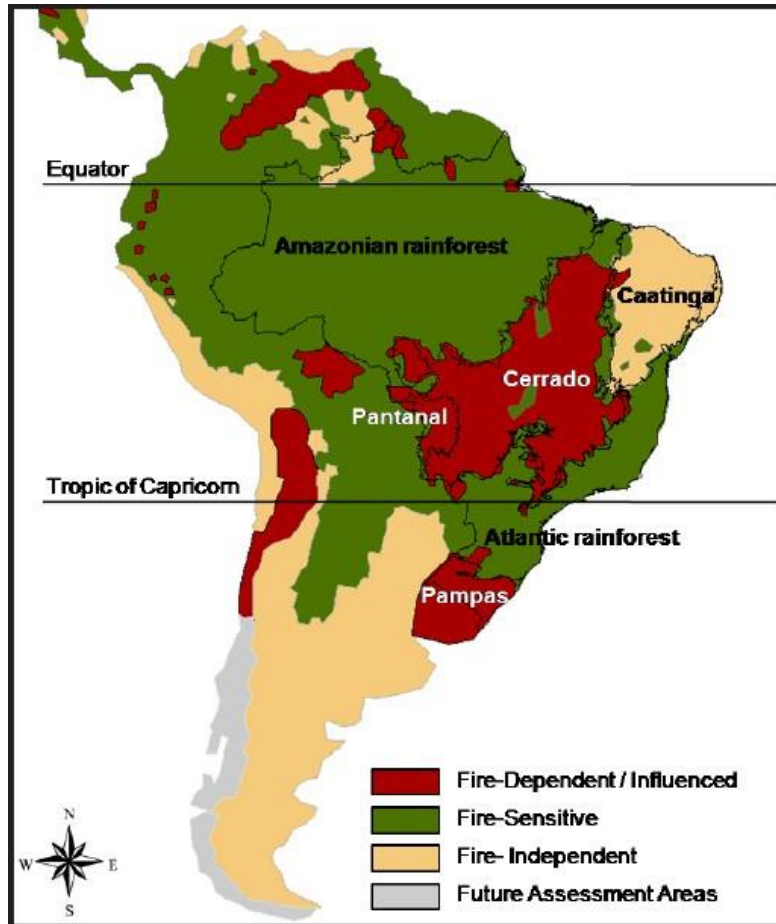 Equator
Amazonian rainforest
Caatinga
Cerrado
Pantanal
Tropic of Capricorn
Atlantic rainforest
Pampas
Fire-Dependent / Influenced
Fire-Sensitive
Fire- Independent
Future Assessment Areas
N
W E
S